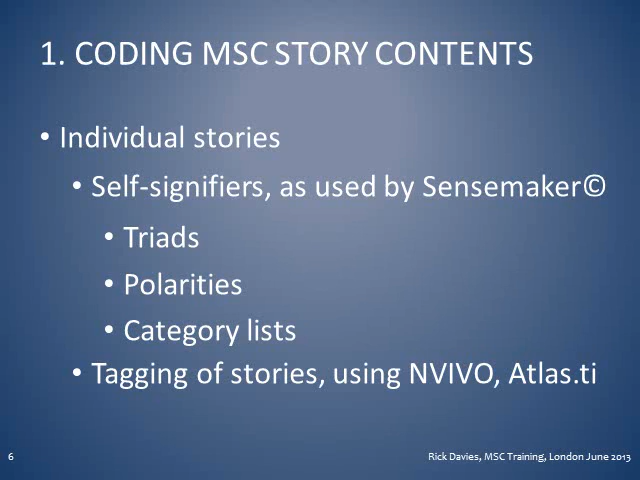 1. CODING MSC STORY CONTENTS
• Individual stories
• Self-signifiers, as used by Sensemaker©
• Triads
• Polarities
• Category lists
• Tagging of stories, using NVIVO, Atlas.ti
6
Rick Davies, MSC Training, London June 2013